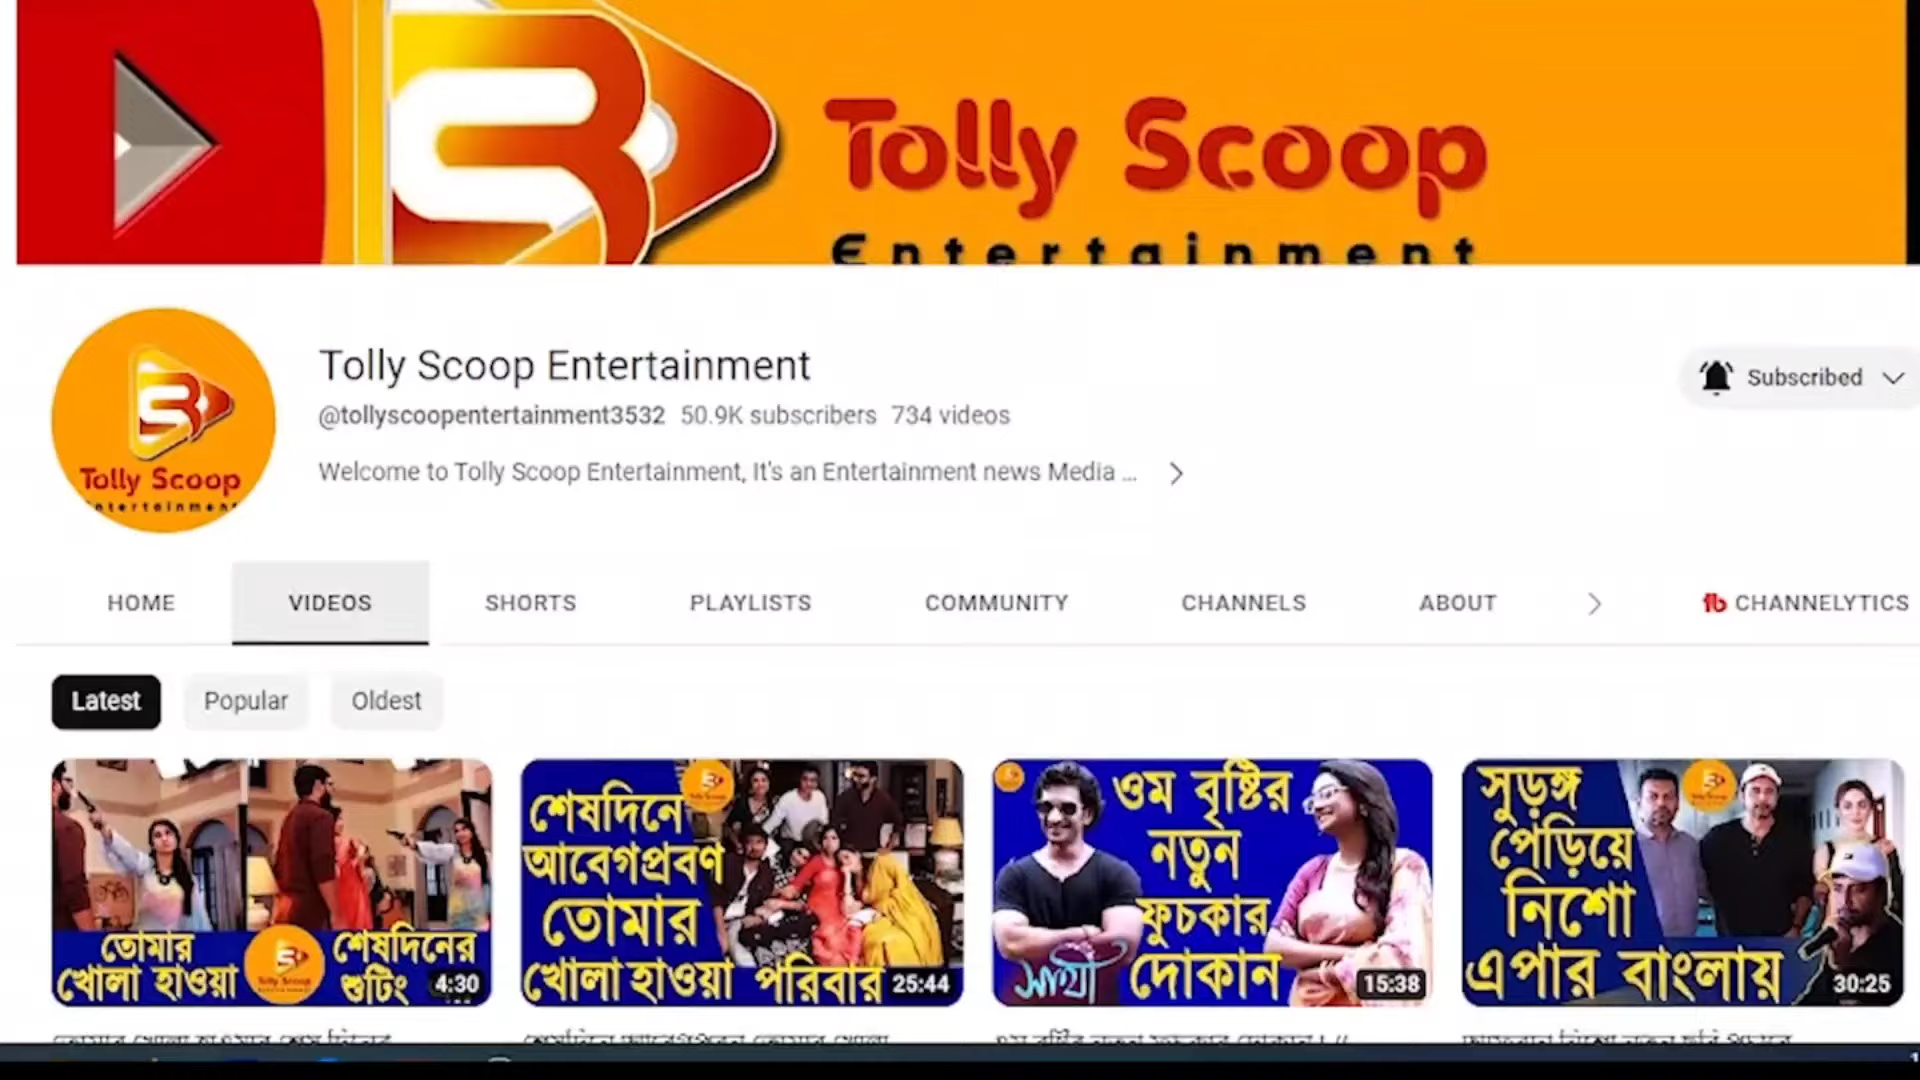 Tolly Scoop
Entertainment
Tolly Scoop Entertainment
@tollyscoopentertainment3532 50.9K subscribers 734 videos
Welcome to Tolly Scoop Entertainment, It's an Entertainment news Media ...
Subscribed
Tolly Scoop
HOME VIDEOS SHORTS PLAYLISTS COMMUNITY CHANNELS ABOUT CHANNELYTICS
Latest Popular Oldest
তোমার
খোলা হাওয়া
Tolly Scoop
শেষদিনের
শুটিং
4:30
শেষদিনে
আবেগপ্রবণ
তোমার
খোলা হাওয়া পরিবার
25:44
ওম বৃষ্টির
নতুন
ফুচকার
দোকান
সাথী
15:38
সুড়ঙ্গ
পেড়িয়ে
নিশো
এপার বাংলায়
30:25